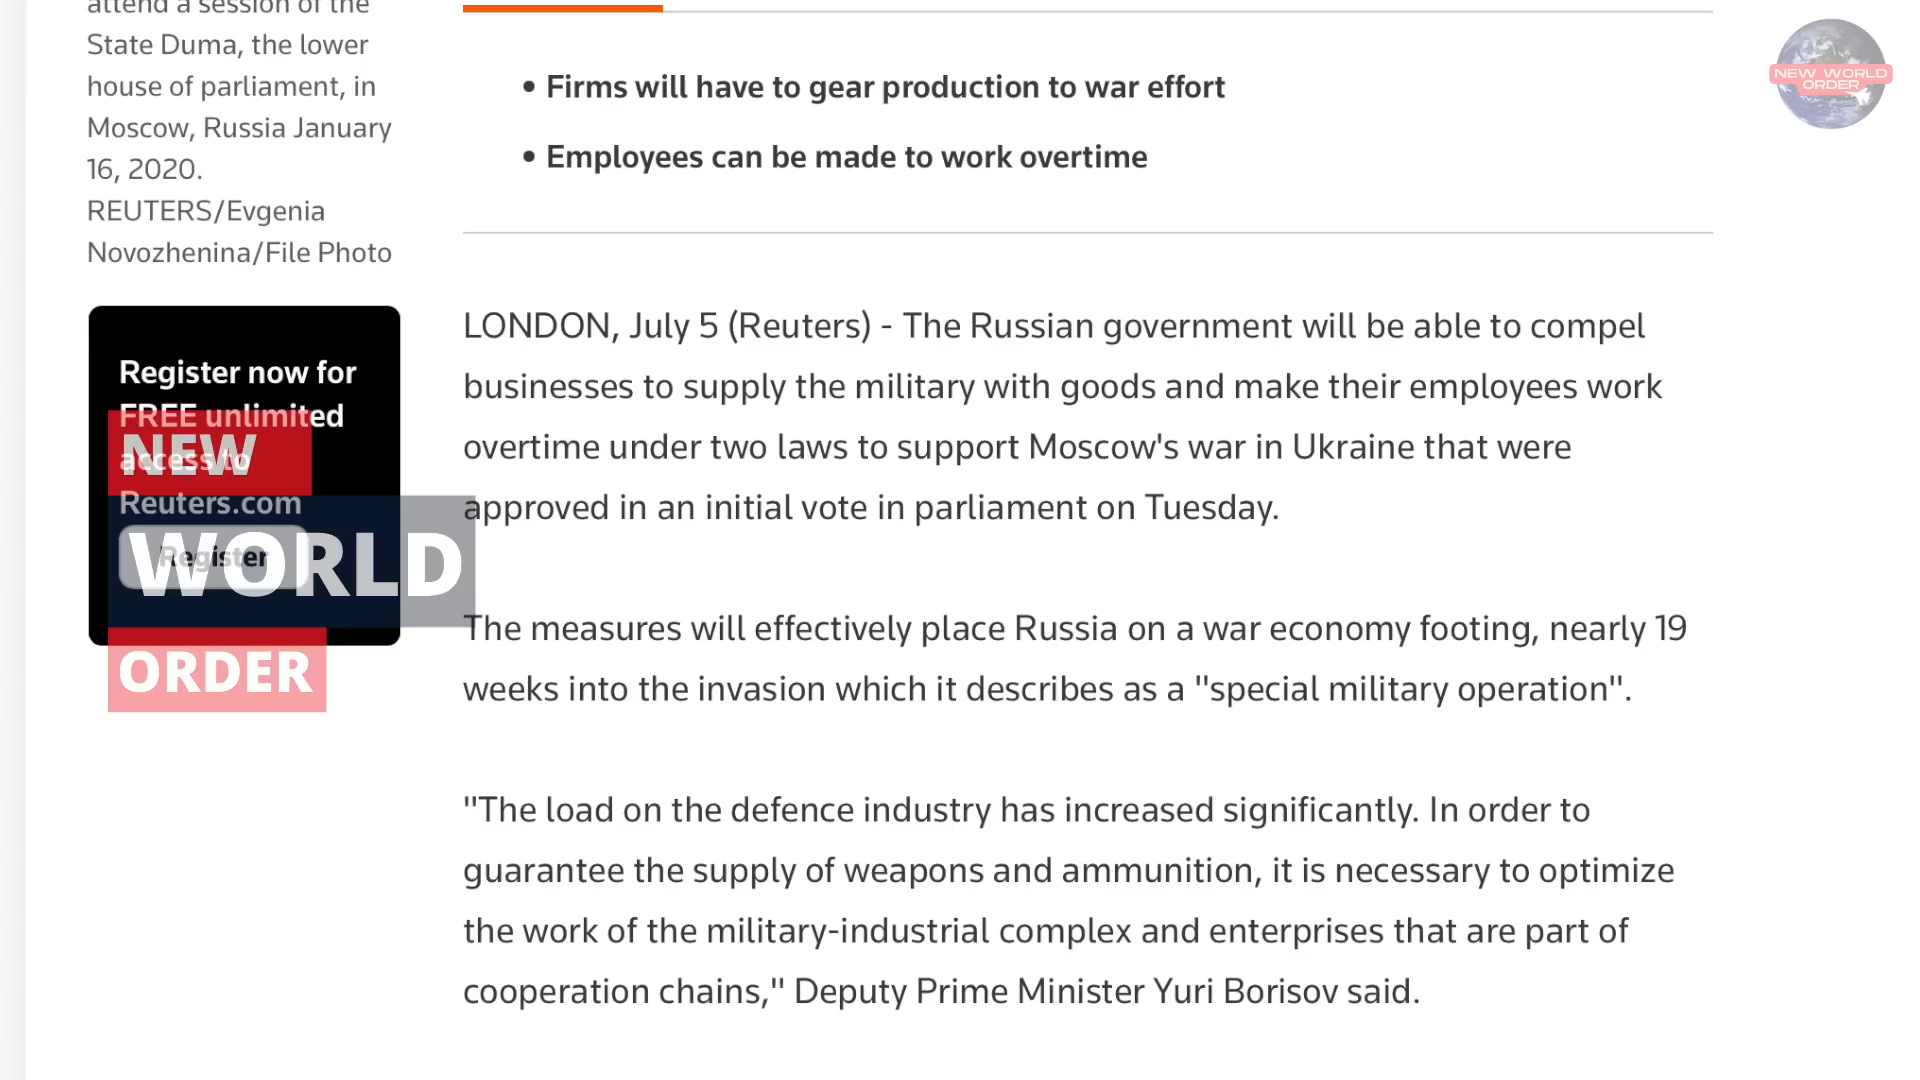 attend a session of the
State Duma, the lower
house of parliament, in
Moscow, Russia January
16, 2020.
REUTERS/Evgenia
Novozhenina/File Photo
Register now for
FREE unlimited
access to
Reuters.com
Register
NEW
WORLD
ORDER
• Firms will have to gear production to war effort
• Employees can be made to work overtime
LONDON, July 5 (Reuters) - The Russian government will be able to compel
businesses to supply the military with goods and make their employees work
overtime under two laws to support Moscow's war in Ukraine that were
approved in an initial vote in parliament on Tuesday.
The measures will effectively place Russia on a war economy footing, nearly 19
weeks into the invasion which it describes as a "special military operation".
"The load on the defence industry has increased significantly. In order to
guarantee the supply of weapons and ammunition, it is necessary to optimize
the work of the military-industrial complex and enterprises that are part of
cooperation chains," Deputy Prime Minister Yuri Borisov said.
NEW WORLD
ORDER